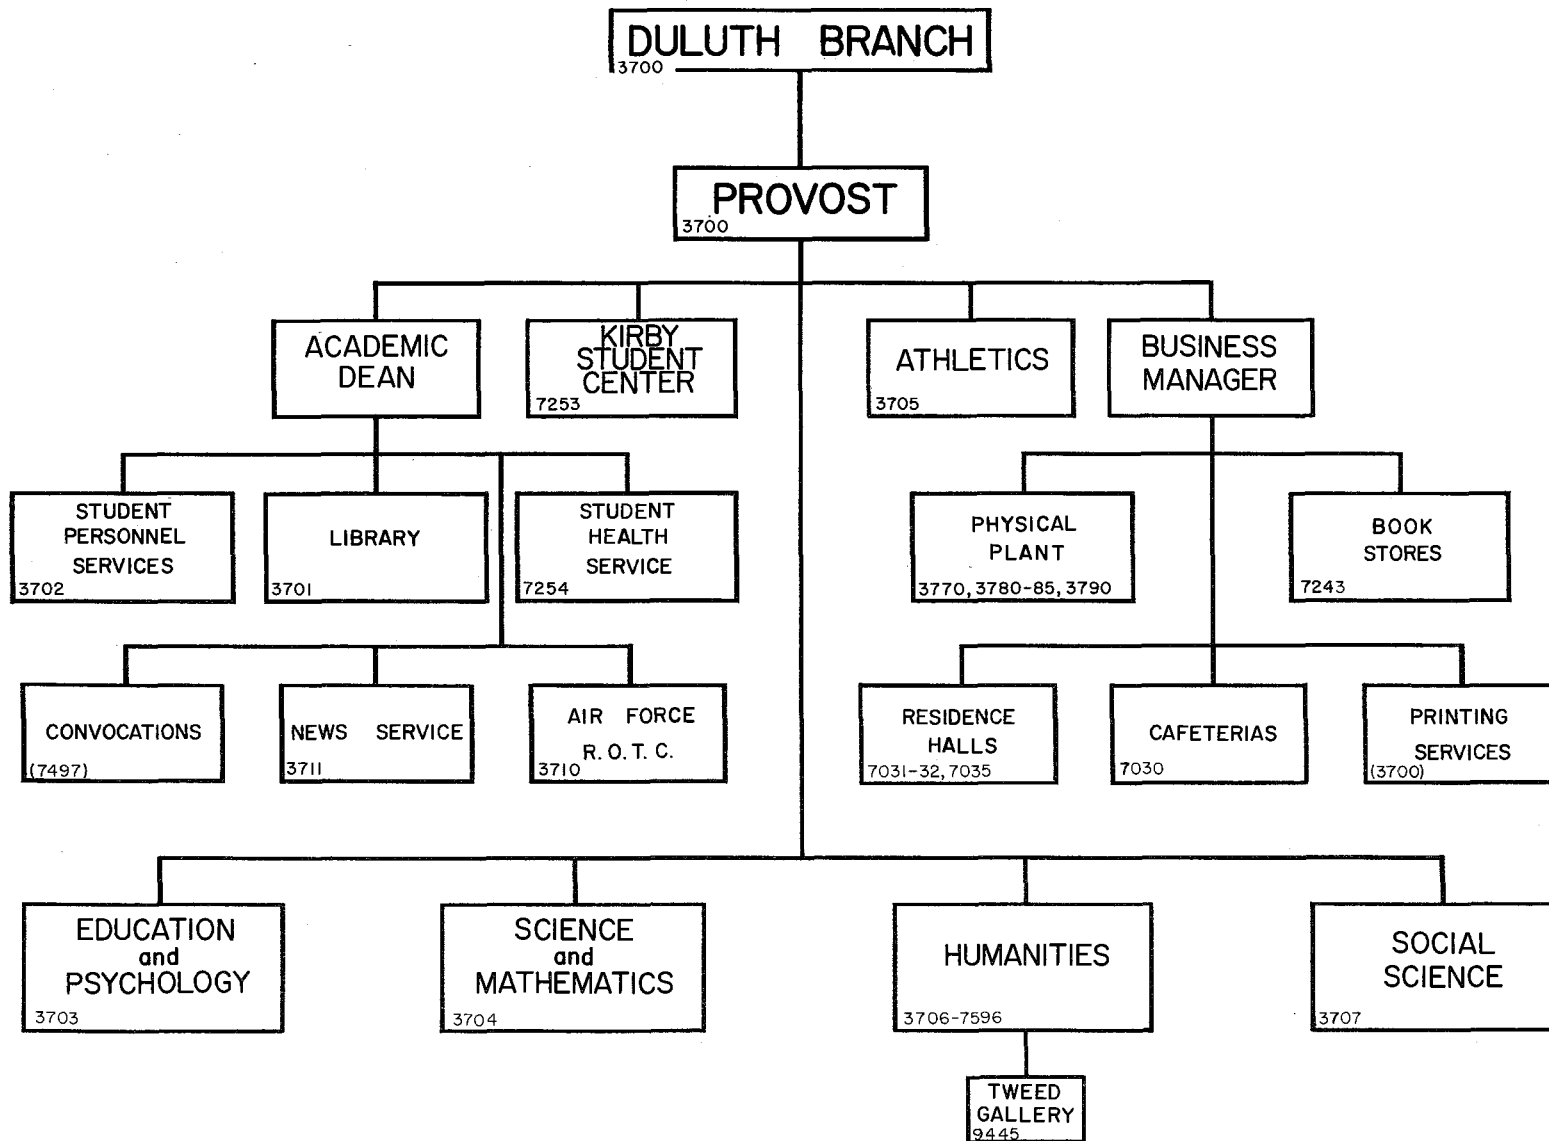 DULUTH BRANCH
3700
PROVOST
3700
ACADEMIC
DEAN
KIRBY
STUDENT
CENTER
7253
ATHLETICS
3705
BUSINESS
MANAGER
STUDENT
PERSONNEL
SERVICES
3702
LIBRARY
3701
STUDENT
HEALTH
SERVICE
7254
PHYSICAL
PLANT
3770, 3780-85, 3790
BOOK
STORES
7243
CONVOCATIONS
(7497)
NEWS SERVICE
3711
AIR FORCE
R.O.T.C.
3710
RESIDENCE
HALLS
7031-32, 7035
CAFETERIAS
7030
PRINTING
SERVICES
(3700)
EDUCATION
and
PSYCHOLOGY
3703
SCIENCE
and
MATHEMATICS
3704
HUMANITIES
3706-7596
SOCIAL
SCIENCE
3707
TWEED
GALLERY
9445